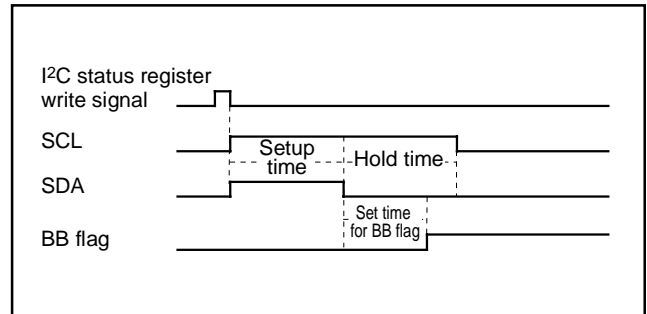 I²C status register
write signal
SCL
Setup
time
Hold time
SDA
Set time
for BB flag
BB flag